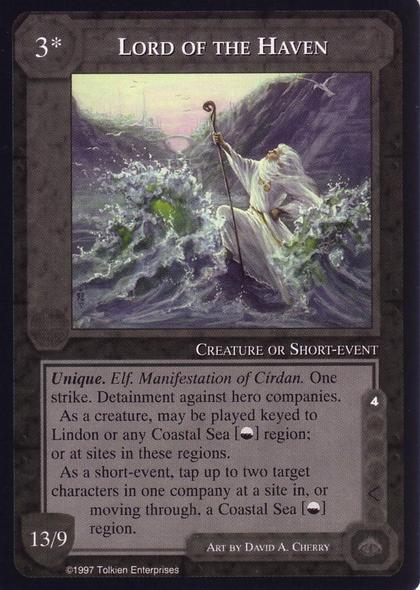 3*
LORD OF THE HAVEN
CREATURE OR SHORT-EVENT
Unique. Elf. Manifestation of Círdan. One
strike. Detainment against hero companies.
As a creature, may be played keyed to
Lindon or any Coastal Sea [] region;
or at sites in these regions.
As a short-event, tap up to two target
characters in one company at a site in, or
moving through, a Coastal Sea [] 
region.
4
13/9
ART BY DAVID A. CHERRY
©1997 Tolkien Enterprises